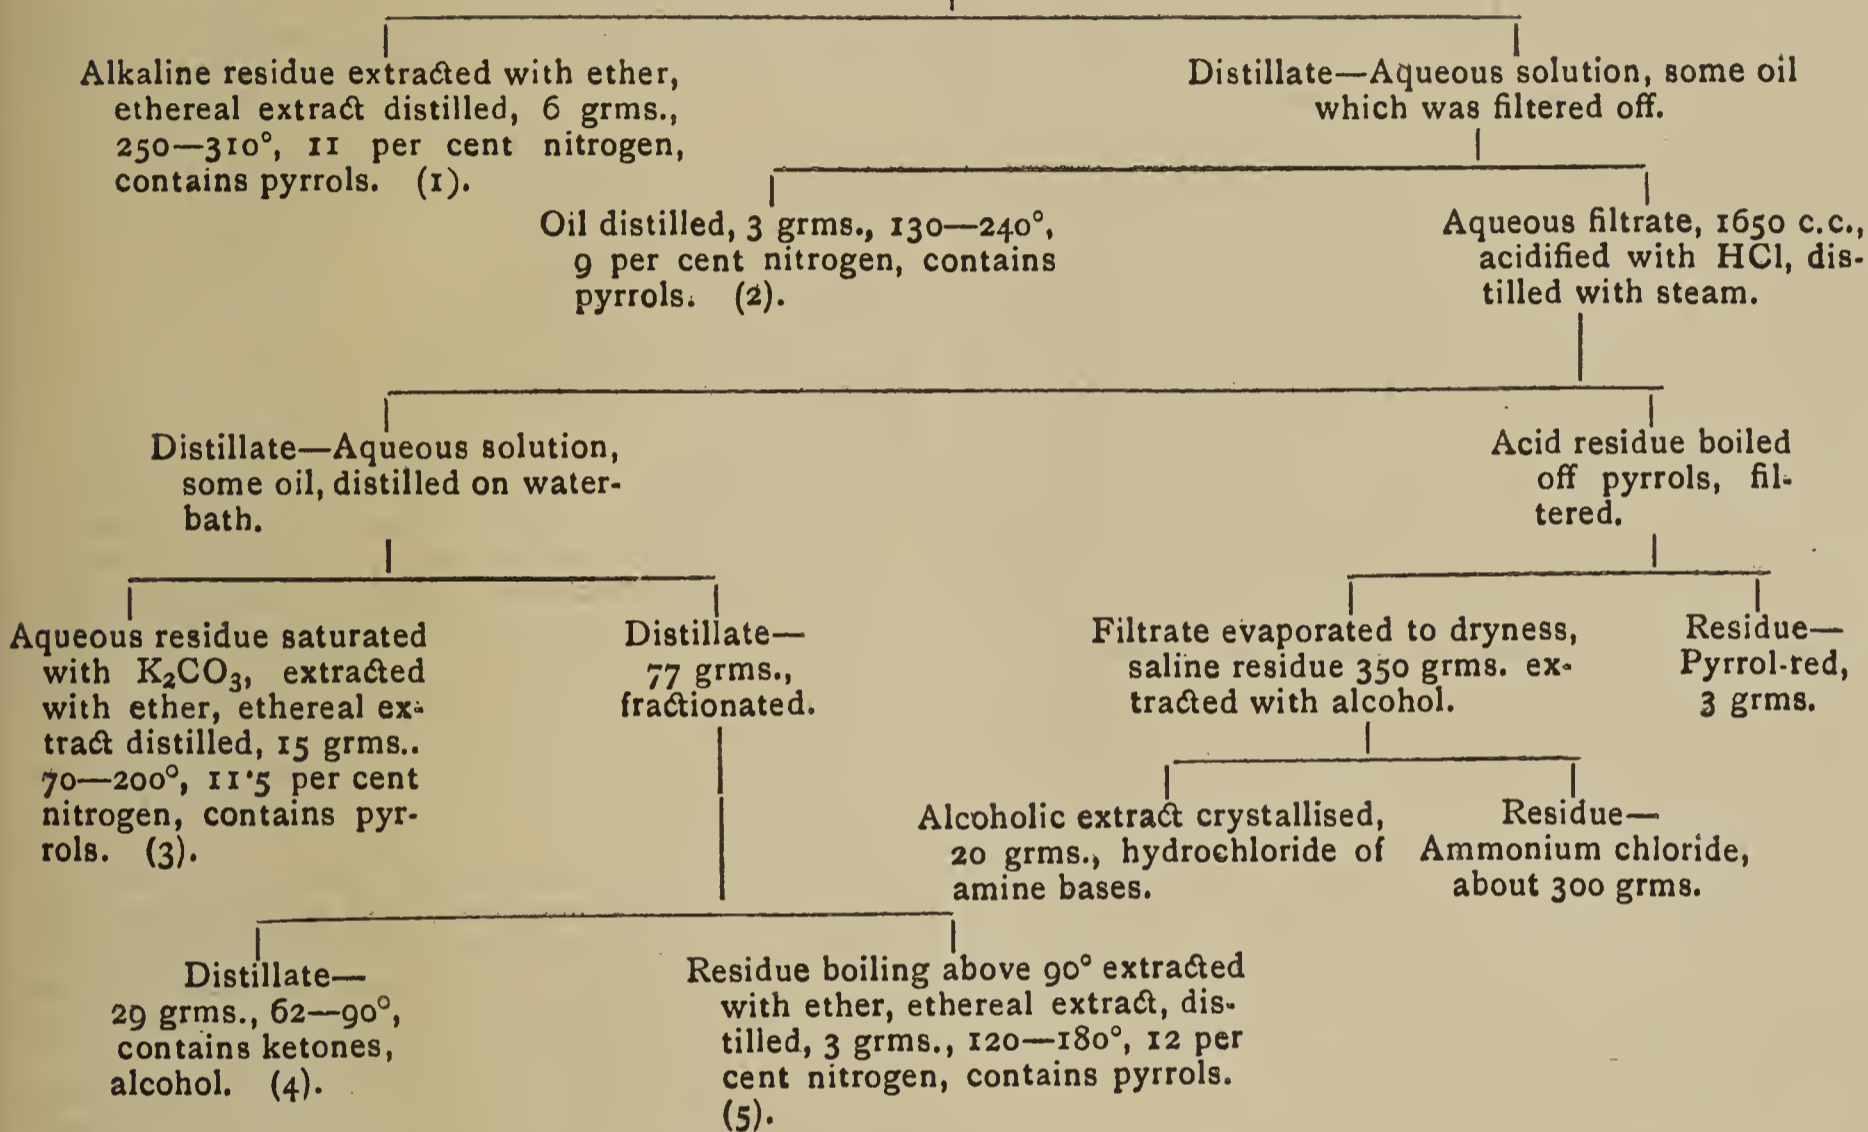 Alkaline residue extracted with ether,
ethereal extract distilled, 6 grms.,
250—310°, 11 per cent nitrogen,
contains pyrrols. (1).
Distillate—Aqueous solution, some oil
which was filtered off.
Oil distilled, 3 grms., 130—240°,
9 per cent nitrogen, contains
pyrrols. (2).
Aqueous filtrate, 1650 c.c.,
acidified with HCl, dis-
tilled with steam.
Distillate—Aqueous solution,
some oil, distilled on water-
bath.
Acid residue boiled
off pyrrols, fil-
tered.
Aqueous residue saturated
with K₂CO₃, extracted
with ether, ethereal ex-
tract distilled, 15 grms..
70—200°, 11·5 per cent
nitrogen, contains pyr-
rols. (3).
Distillate—
77 grms.,
fractionated.
Filtrate evaporated to dryness,
saline residue 350 grms. ex-
tracted with alcohol.
Residue—
Pyrrol-red,
3 grms.
Alcoholic extract crystallised,
20 grms., hydrochloride of
amine bases.
Residue—
Ammonium chloride,
about 300 grms.
Distillate—
29 grms., 62—90°,
contains ketones,
alcohol. (4).
Residue boiling above 90° extracted
with ether, ethereal extract, dis-
tilled, 3 grms., 120—180°, 12 per
cent nitrogen, contains pyrrols.
(5).